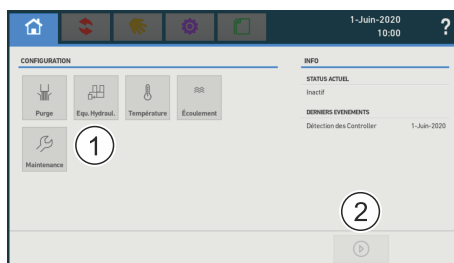 1-Juin-2020
10:00
?
CONFIGURATION
Purge
Equ. Hydraul.
Température
Écoulement
Maintenance
1
INFO
STATUS ACTUEL
Inactif
DERNIERS EVENEMENTS
Détection des Controller 1-Juin-2020
2